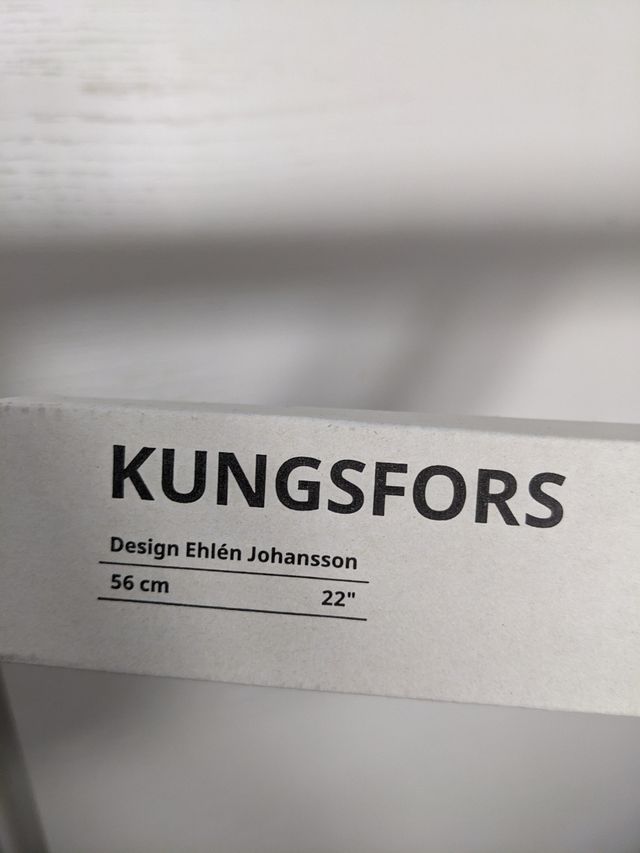 KUNGSFORS
Design Ehlén Johansson
56 cm 22"